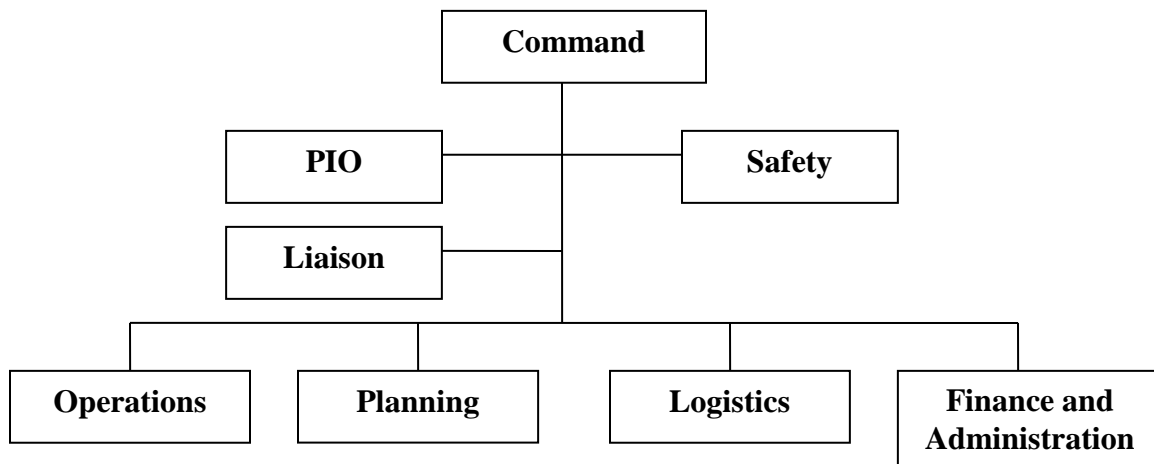 Command
PIO
Safety
Liaison
Operations
Planning
Logistics
Finance and
Administration